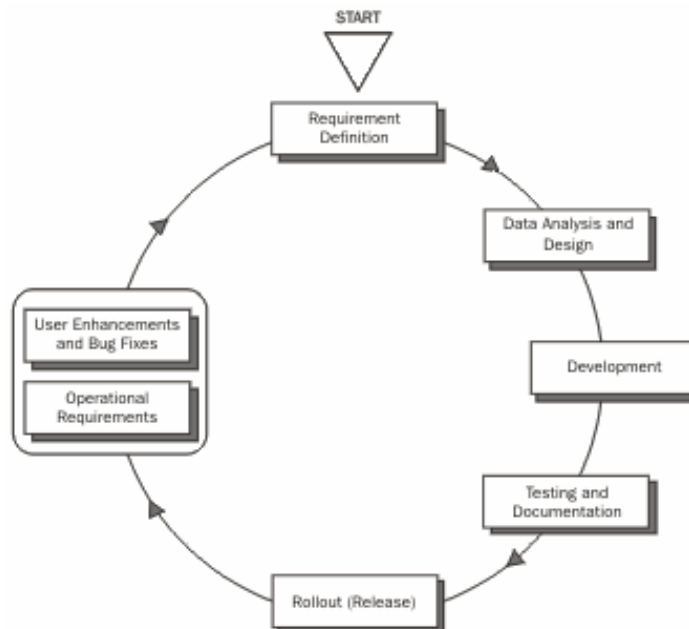 START
Requirement
Definition
Data Analysis and
Design
Development
Testing and
Documentation
Rollout (Release)
User Enhancements
and Bug Fixes
Operational
Requirements